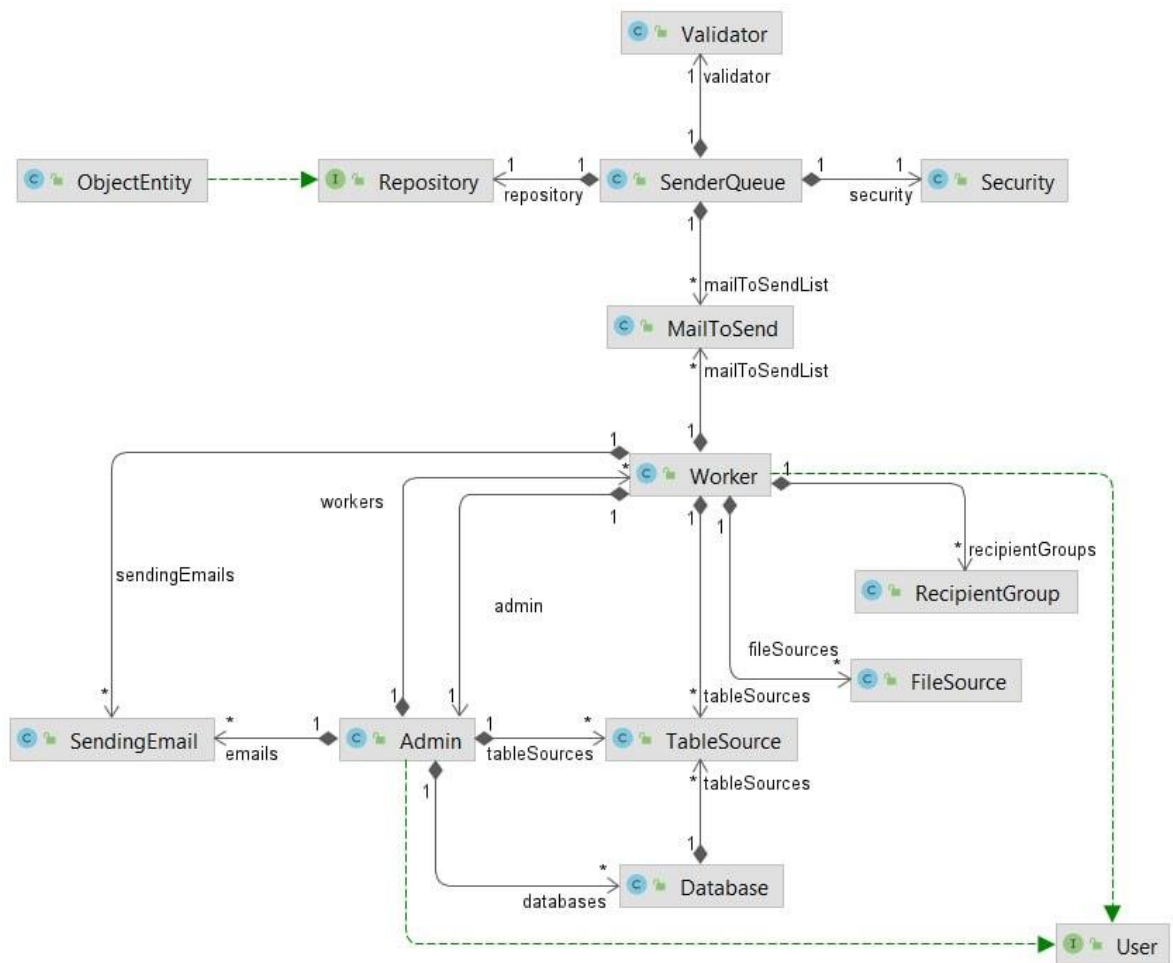 C Validator
1 validator
1
C ObjectEntity
I Repository
1 1
repository
C SenderQueue
1 1
security
C Security
1
* mailToSendList
C MailToSend
* mailToSendList
1
1
* C Worker
1
workers
1
1
1
1
sendingEmails
admin
* recipientGroups
C RecipientGroup
fileSources
*
C FileSource
*
1
1
* tableSources
C SendingEmail
*
emails
1
C Admin
1
tableSources
*
C TableSource
1
* tableSources
1
*
databases
C Database
I User